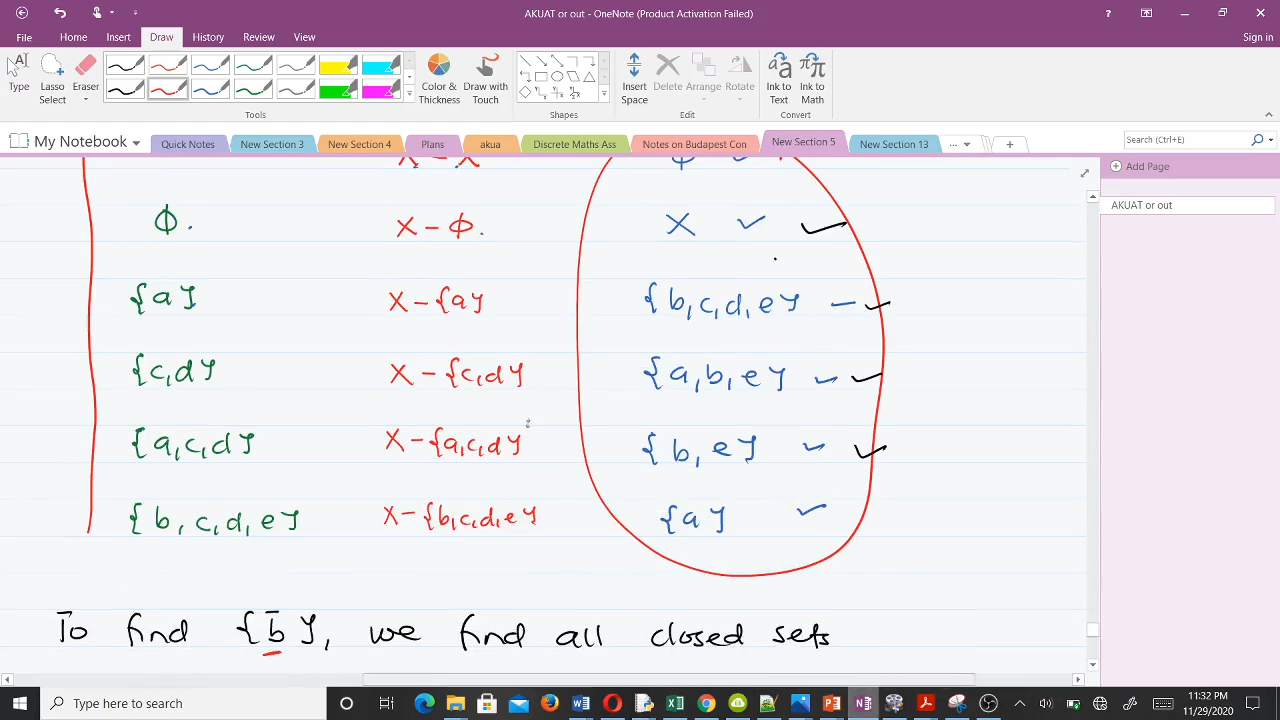 AKUAT or out - OneNote (Product Activation Failed)
File Home Insert Draw History Review View Sign in
Type Lasso Select Eraser Color & Thickness Draw with Touch Insert Space Delete Arrange Rotate Ink to Text Ink to Math
Tools Shapes Edit Convert
My Notebook Quick Notes New Section 3 New Section 4 Plans akua Discrete Maths Ass Notes on Budapest Con New Section 5 New Section 13 ... Search (Ctrl+E)
Add Page
AKUAT or out
X - X ϕ ✓
ϕ. X - ϕ. X ✓ ✓
{a} X - {a} {b,c,d,e} - ✓
{c,d} X - {c,d} {a,b,e} ✓ ✓
{a,c,d} X - {a,c,d} {b,e} ✓ ✓
{b,c,d,e} X - {b,c,d,e} {a} ✓
To find {b̅}, we find all closed sets
Type here to search
11:32 PM
11/29/2020